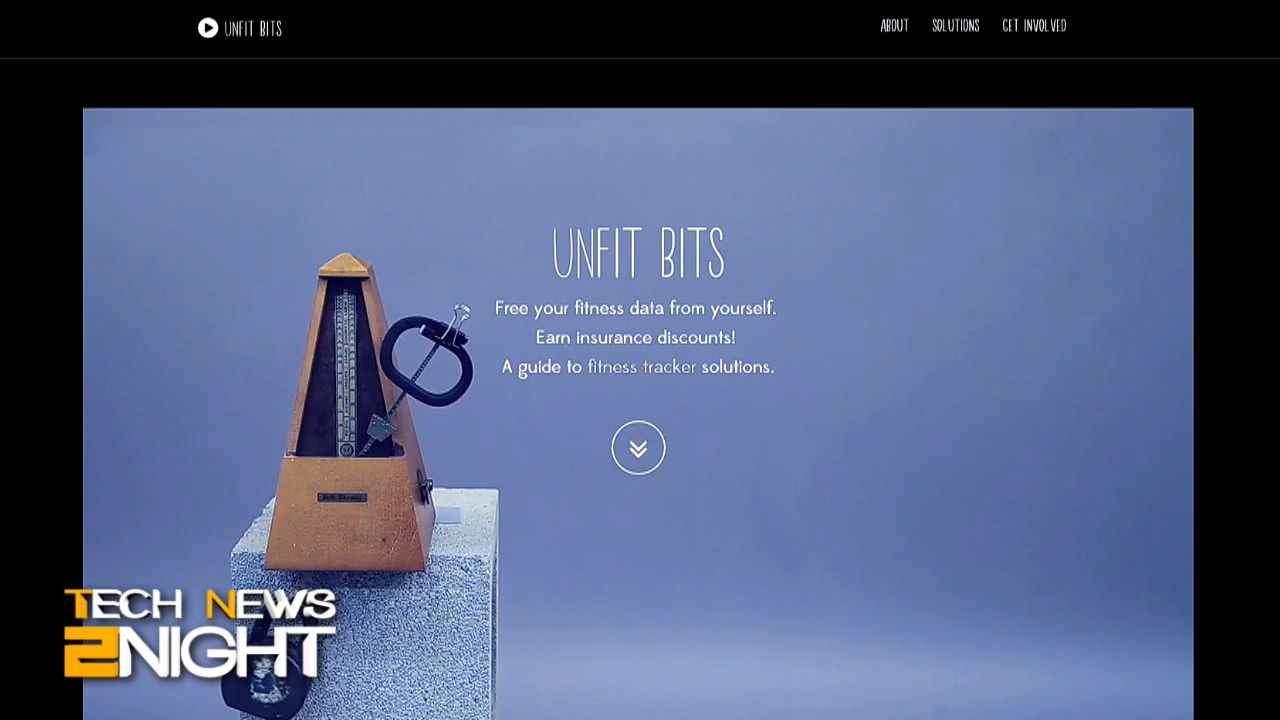 UNFIT BITS
ABOUT SOLUTIONS GET INVOLVED
UNFIT BITS
Free your fitness data from yourself.
Earn insurance discounts!
A guide to fitness tracker solutions.
TECH NEWS
2NIGHT